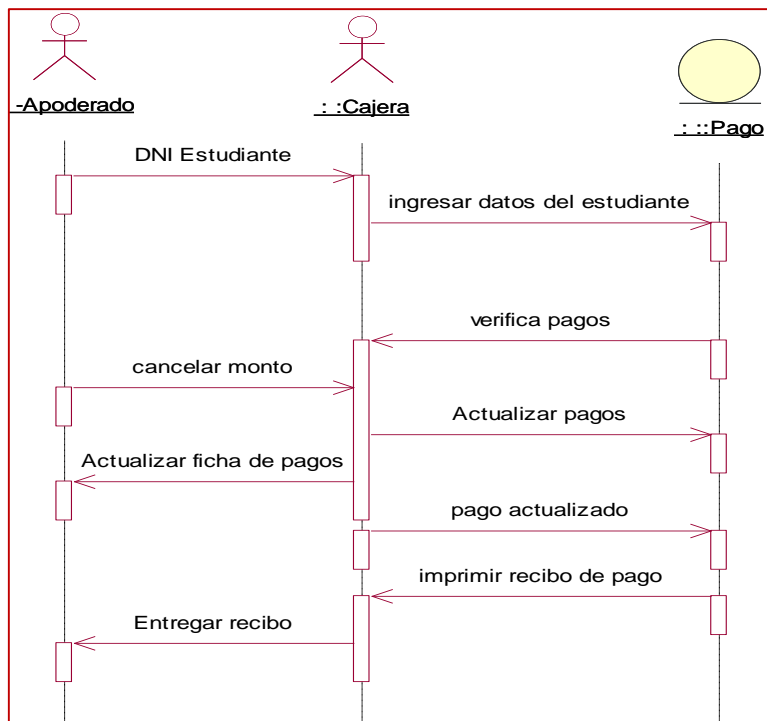 -Apoderado
: :Cajera
: ::Pago
DNI Estudiante
ingresar datos del estudiante
verifica pagos
cancelar monto
Actualizar pagos
Actualizar ficha de pagos
pago actualizado
imprimir recibo de pago
Entregar recibo